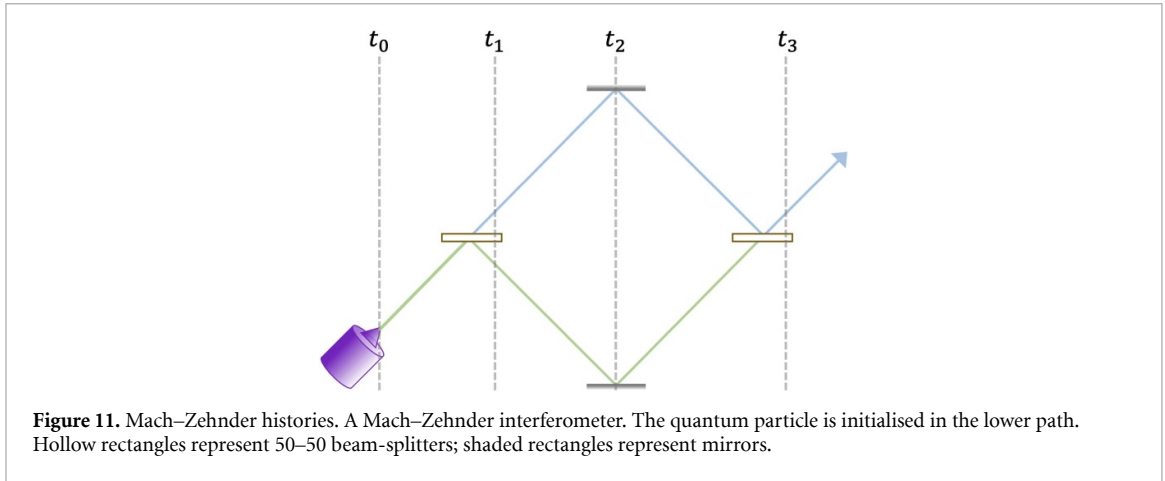 t0 t1 t2 t3
Figure 11. Mach–Zehnder histories. A Mach–Zehnder interferometer. The quantum particle is initialised in the lower path.
Hollow rectangles represent 50–50 beam-splitters; shaded rectangles represent mirrors.